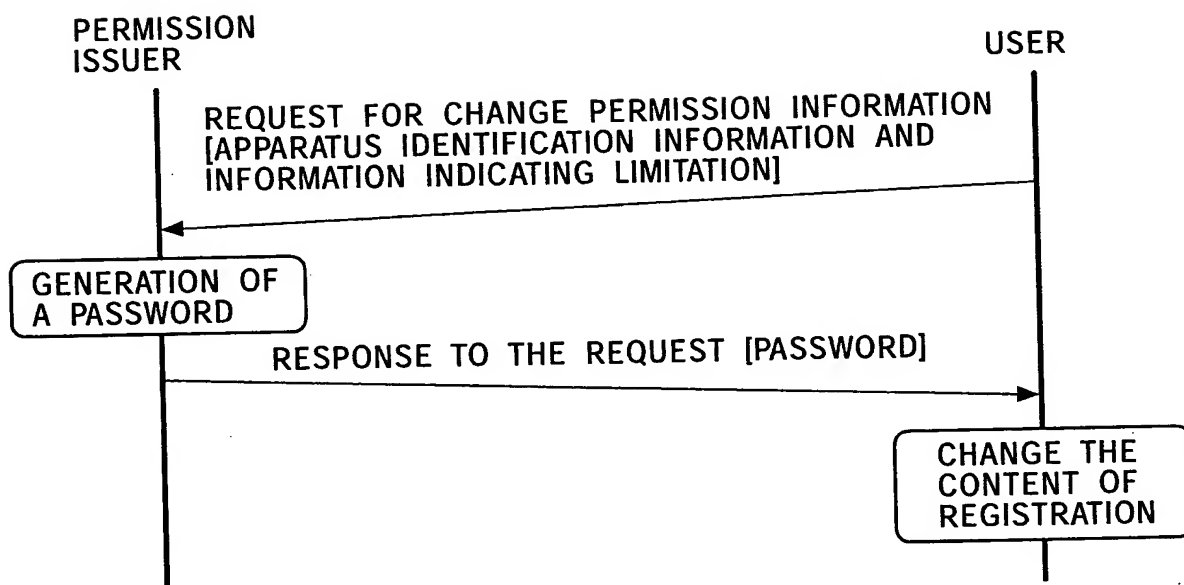 PERMISSION
ISSUER
USER
REQUEST FOR CHANGE PERMISSION INFORMATION
[APPARATUS IDENTIFICATION INFORMATION AND
INFORMATION INDICATING LIMITATION]
GENERATION OF
A PASSWORD
RESPONSE TO THE REQUEST [PASSWORD]
CHANGE THE
CONTENT OF
REGISTRATION